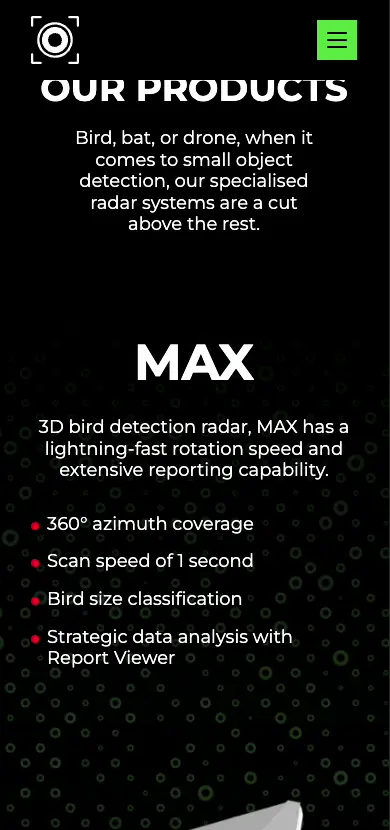 OUR PRODUCTS
Bird, bat, or drone, when it
comes to small object
detection, our specialised
radar systems are a cut
above the rest.
MAX
3D bird detection radar, MAX has a
lightning-fast rotation speed and
extensive reporting capability.
360° azimuth coverage
Scan speed of 1 second
Bird size classification
Strategic data analysis with
Report Viewer